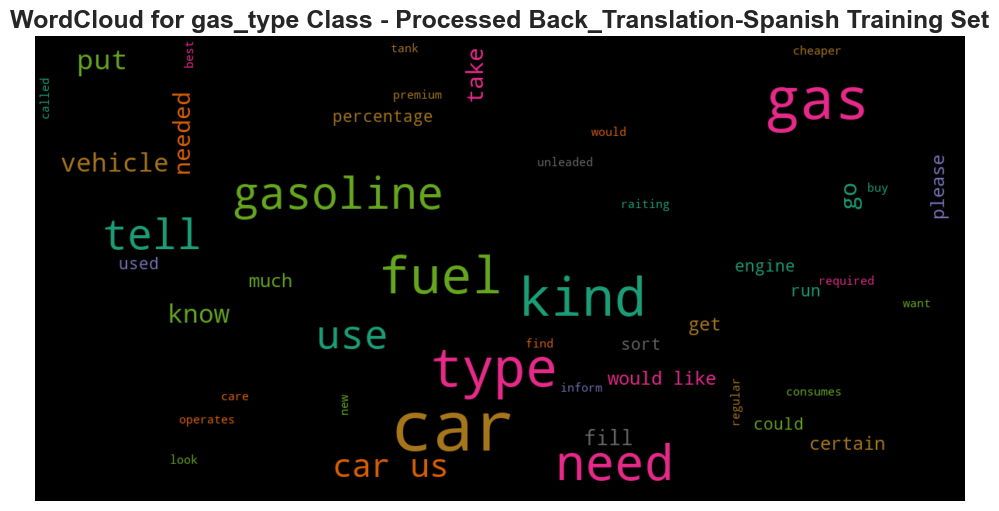 WordCloud for gas_type Class - Processed Back_Translation-Spanish Training Set
put
best
tank
take
cheaper
called
needed
premium
percentage
gas
would
vehicle
unleaded
please
gasoline
raiting
go
buy
tell
used
fuel
kind
engine
much
run
required
know
use
get
want
find
sort
type
inform
would like
care
new
regular
consumes
operates
car
could
look
car us
fill
need
certain